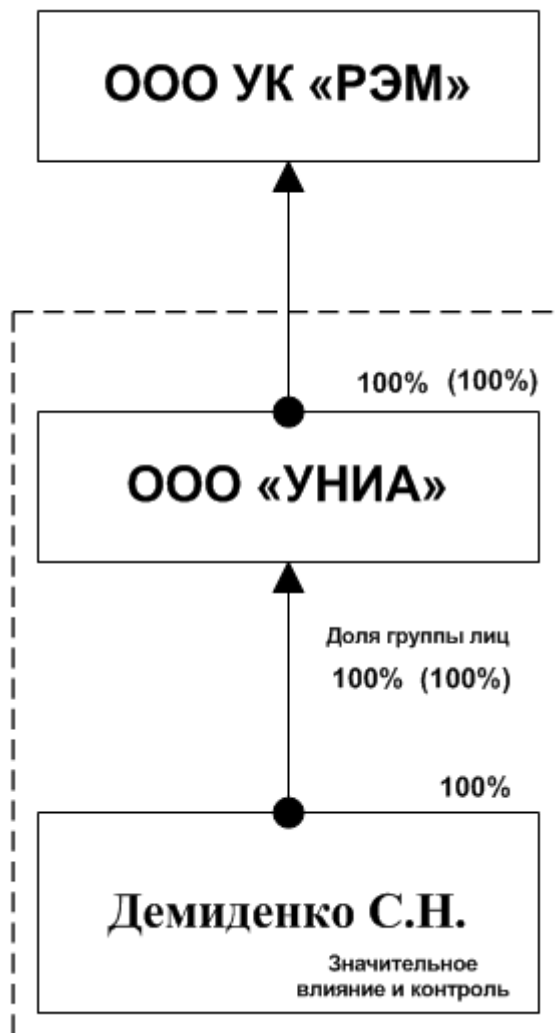 ООО УК «РЭМ»
100% (100%)
ООО «УНИА»
Доля группы лиц
100% (100%)
100%
Демиденко С.Н.
Значительное
влияние и контроль